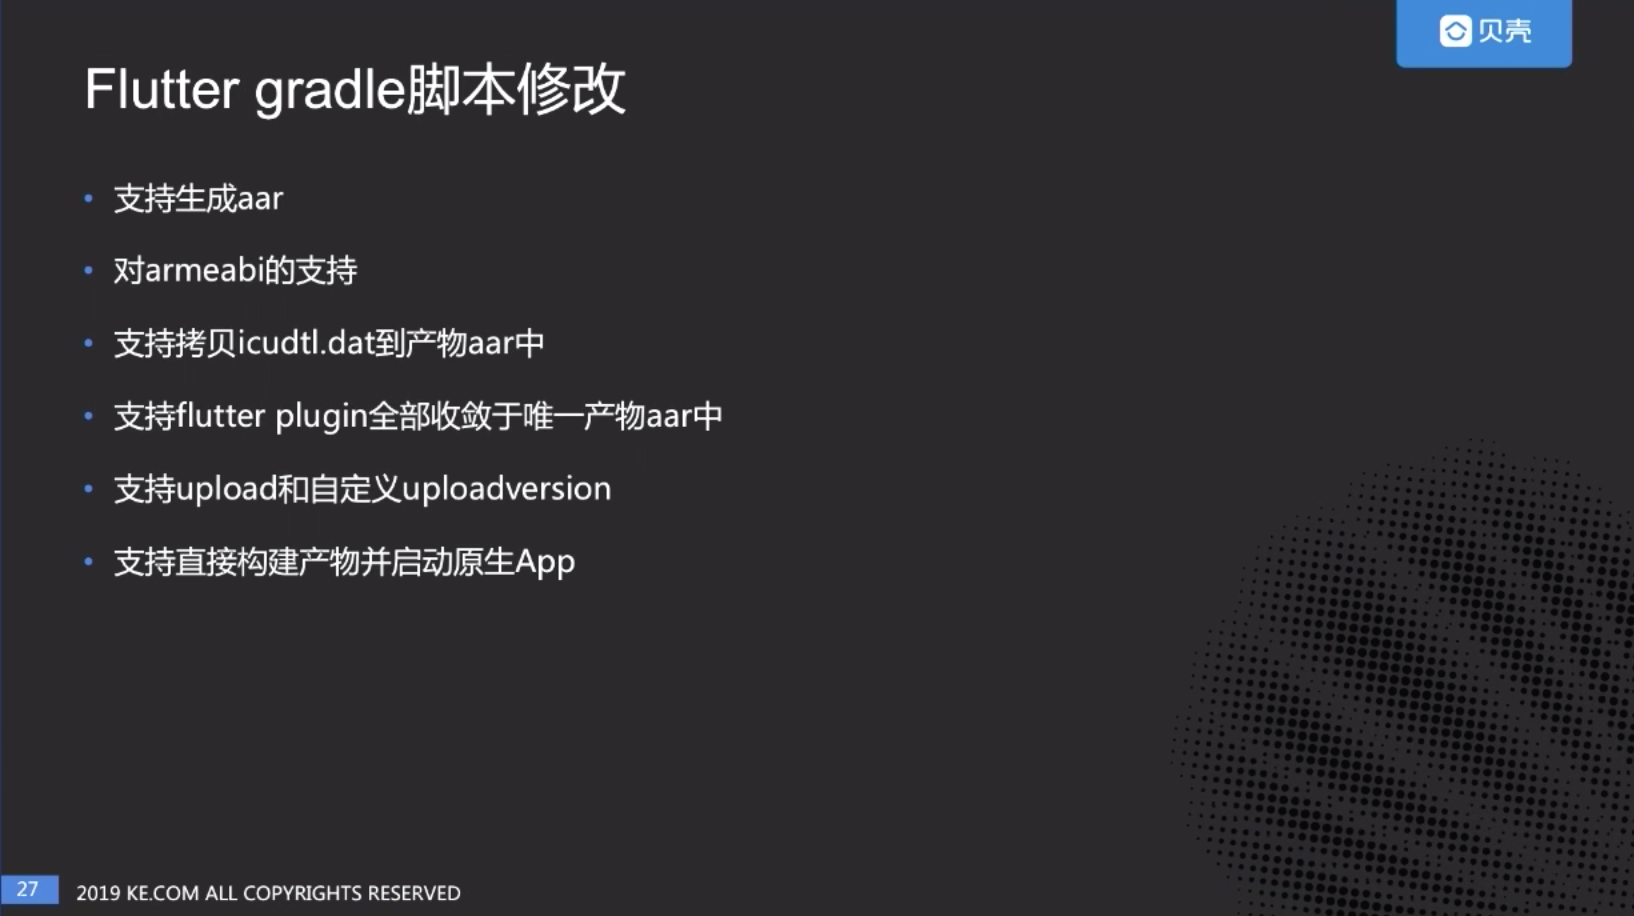 贝壳
Flutter gradle脚本修改
• 支持生成aar
• 对armeabi的支持
• 支持拷贝icudtl.dat到产物aar中
• 支持flutter plugin全部收敛于唯一产物aar中
• 支持upload和自定义uploadversion
• 支持直接构建产物并启动原生App
27
2019 KE.COM ALL COPYRIGHTS RESERVED